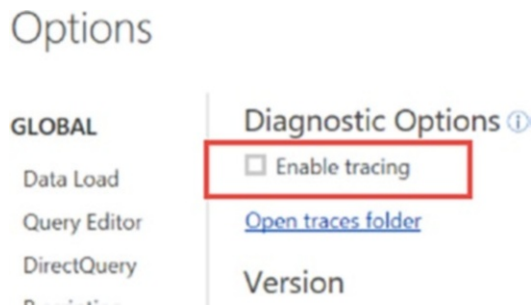 Options
GLOBAL
Data Load
Query Editor
DirectQuery
Diagnostic Options
Enable tracing
Open traces folder
Version